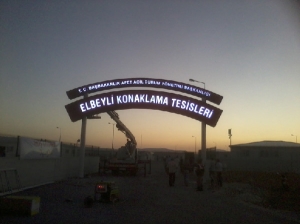 T.C. BAŞBAKANLIK AFET ACİL DURUM YÖNETİMİ BAŞKANLIĞI
ELBEYLİ KONAKLAMA TESİSLERİ